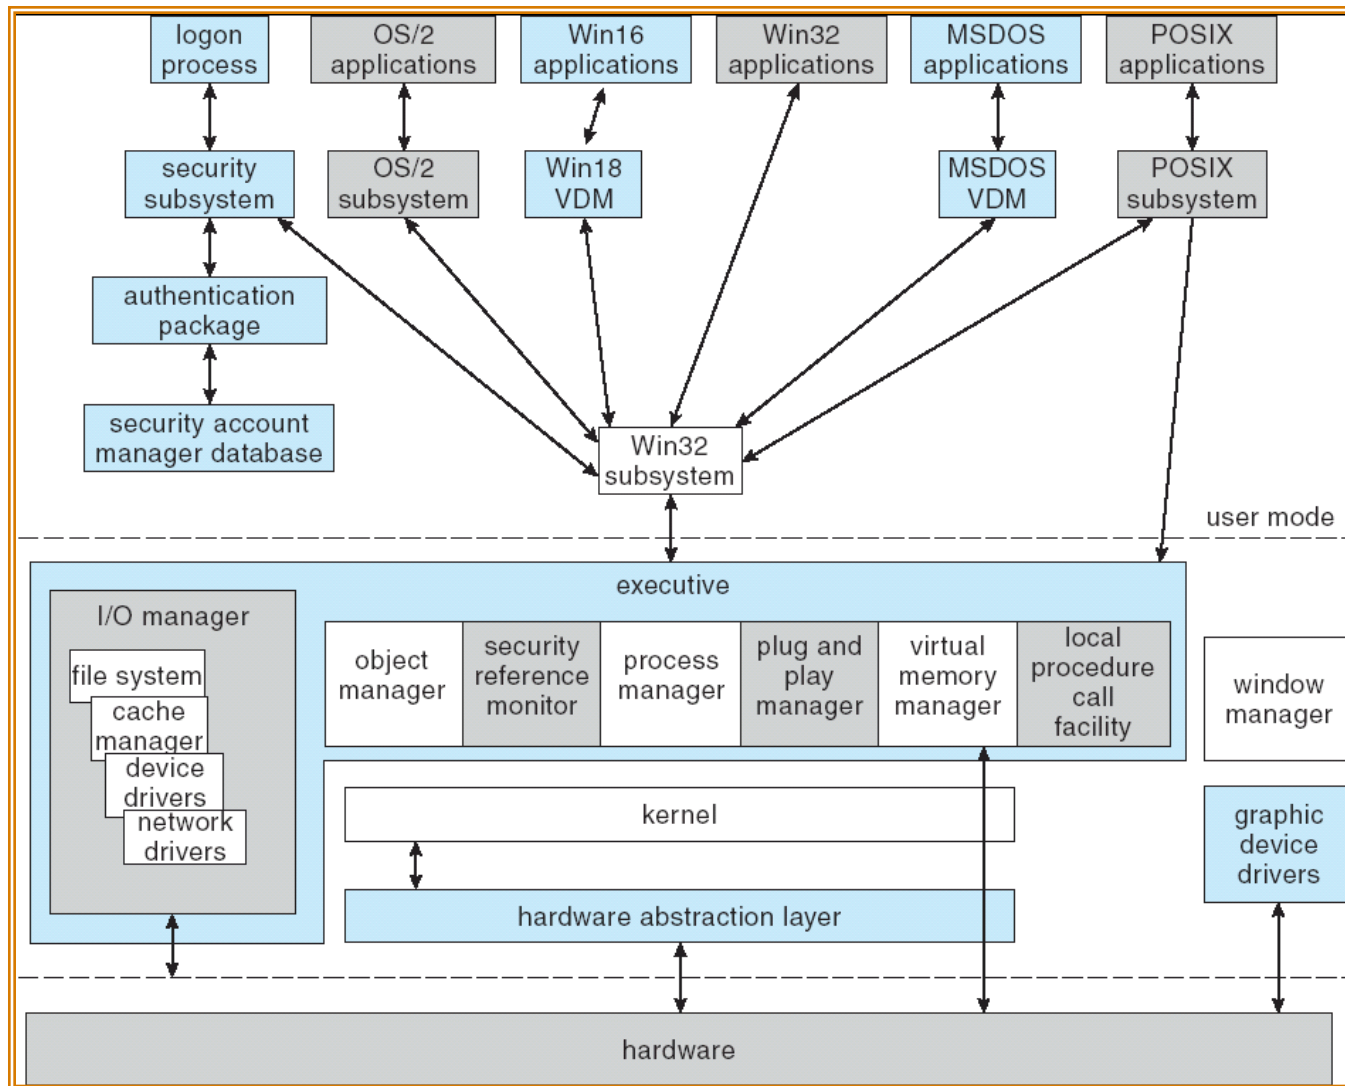 logon
process
OS/2
applications
Win16
applications
Win32
applications
MSDOS
applications
POSIX
applications
security
subsystem
OS/2
subsystem
Win18
VDM
MSDOS
VDM
POSIX
subsystem
authentication
package
security account
manager database
Win32
subsystem
user mode
executive
I/O manager
file system
cache
manager
device
drivers
network
drivers
object
manager
security
reference
monitor
process
manager
plug and
play
manager
virtual
memory
manager
local
procedure
call
facility
window
manager
kernel
graphic
device
drivers
hardware abstraction layer
hardware